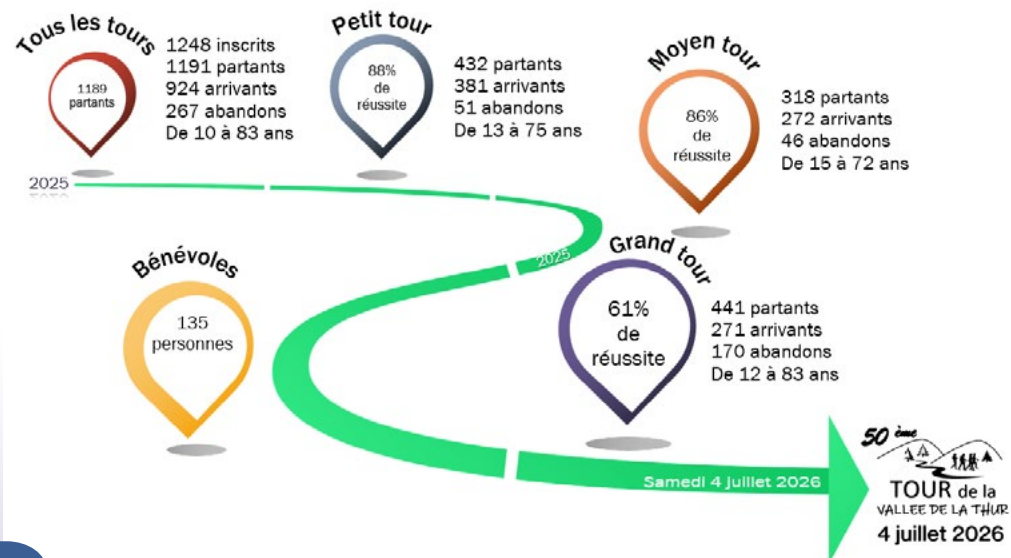 Tous les tours
1189
partants
1248 inscrits
1191 partants
924 arrivants
267 abandons
De 10 à 83 ans
Petit tour
88%
de
réussite
432 partants
381 arrivants
51 abandons
De 13 à 75 ans
Moyen tour
86%
de
réussite
318 partants
272 arrivants
46 abandons
De 15 à 72 ans
2025
2025
Bénévoles
135
personnes
Grand tour
61%
de
réussite
441 partants
271 arrivants
170 abandons
De 12 à 83 ans
Samedi 4 juillet 2026
50 ème
TOUR de la
VALLEE DE LA THUR
4 juillet 2026